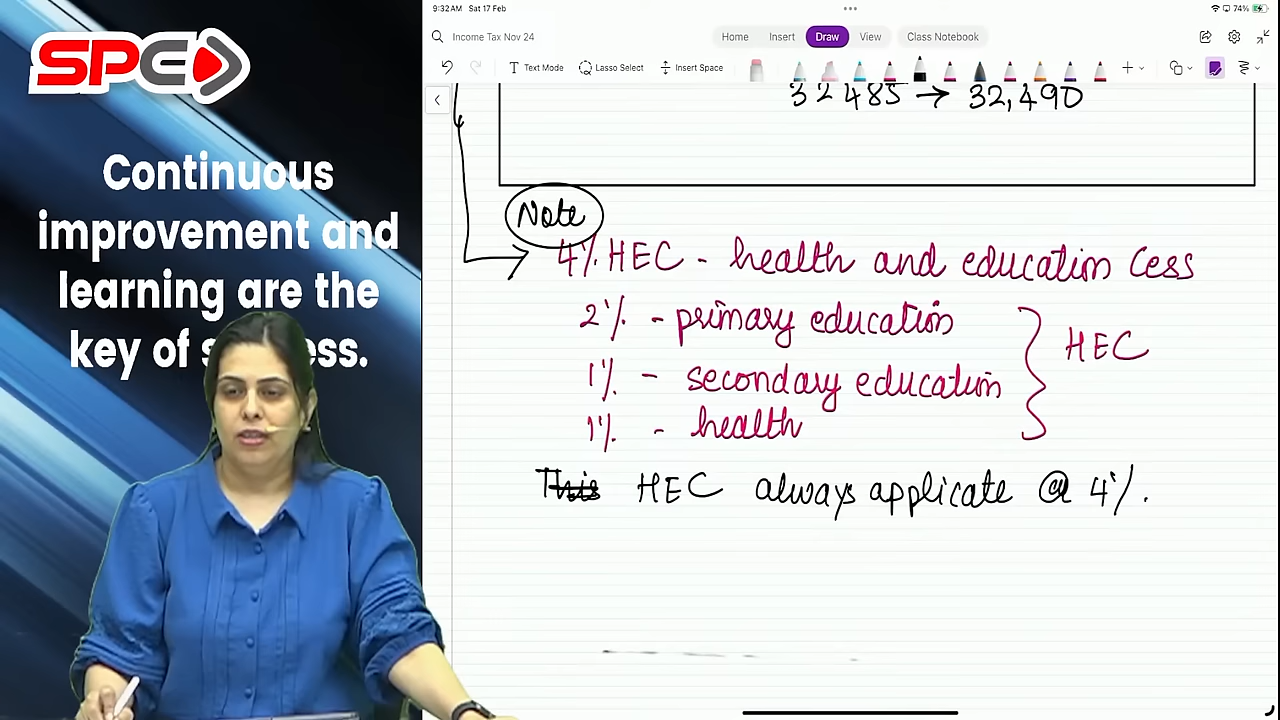 SPE
Continuous
improvement and
learning are the
key of s ess.
9:32 AM Sat 17 Feb
74%
Income Tax Nov 24
Home Insert Draw View Class Notebook
Text Mode Lasso Select Insert Space
32485 → 32,490
Note
4% HEC - health and education Cess
2% - primary education
1% - secondary education
HEC
1% - health
This HEC always applicate @ 4%.